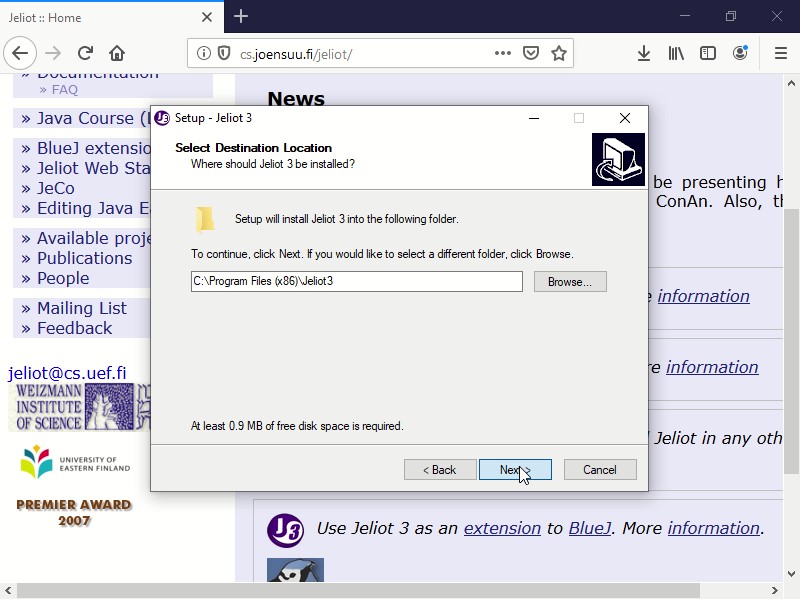 Jeliot :: Home
cs.joensuu.fi/jeliot/
» Documentation
» FAQ
» Java Course (
» BlueJ extensio
» Jeliot Web Sta
» JeCo
» Editing Java E
» Available proje
» Publications
» People
» Mailing List
» Feedback
jeliot@cs.uef.fi
WEIZMANN
INSTITUTE
OF SCIENCE
UNIVERSITY OF
EASTERN FINLAND
PREMIER AWARD
2007
News
be presenting
ConAn. Also,
information
information
Jeliot in any oth
J3
Use Jeliot 3 as an extension to BlueJ. More information.
J3
Setup - Jeliot 3
Select Destination Location
Where should Jeliot 3 be installed?
Setup will install Jeliot 3 into the following folder.
To continue, click Next. If you would like to select a different folder, click Browse.
C:\Program Files (x86)\Jeliot3
Browse...
At least 0.9 MB of free disk space is required.
< Back
Next >
Cancel